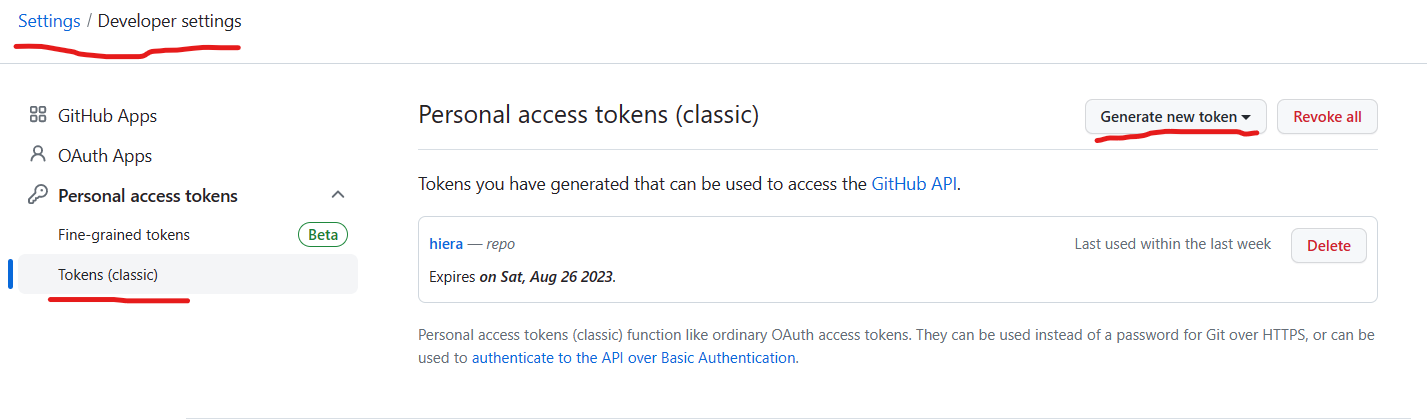 Settings / Developer settings
GitHub Apps
OAuth Apps
Personal access tokens
Fine-grained tokens Beta
Tokens (classic)
Personal access tokens (classic)
Generate new token
Revoke all
Tokens you have generated that can be used to access the GitHub API.
hiera — repo
Last used within the last week
Delete
Expires on Sat, Aug 26 2023.
Personal access tokens (classic) function like ordinary OAuth access tokens. They can be used instead of a password for Git over HTTPS, or can be
used to authenticate to the API over Basic Authentication.